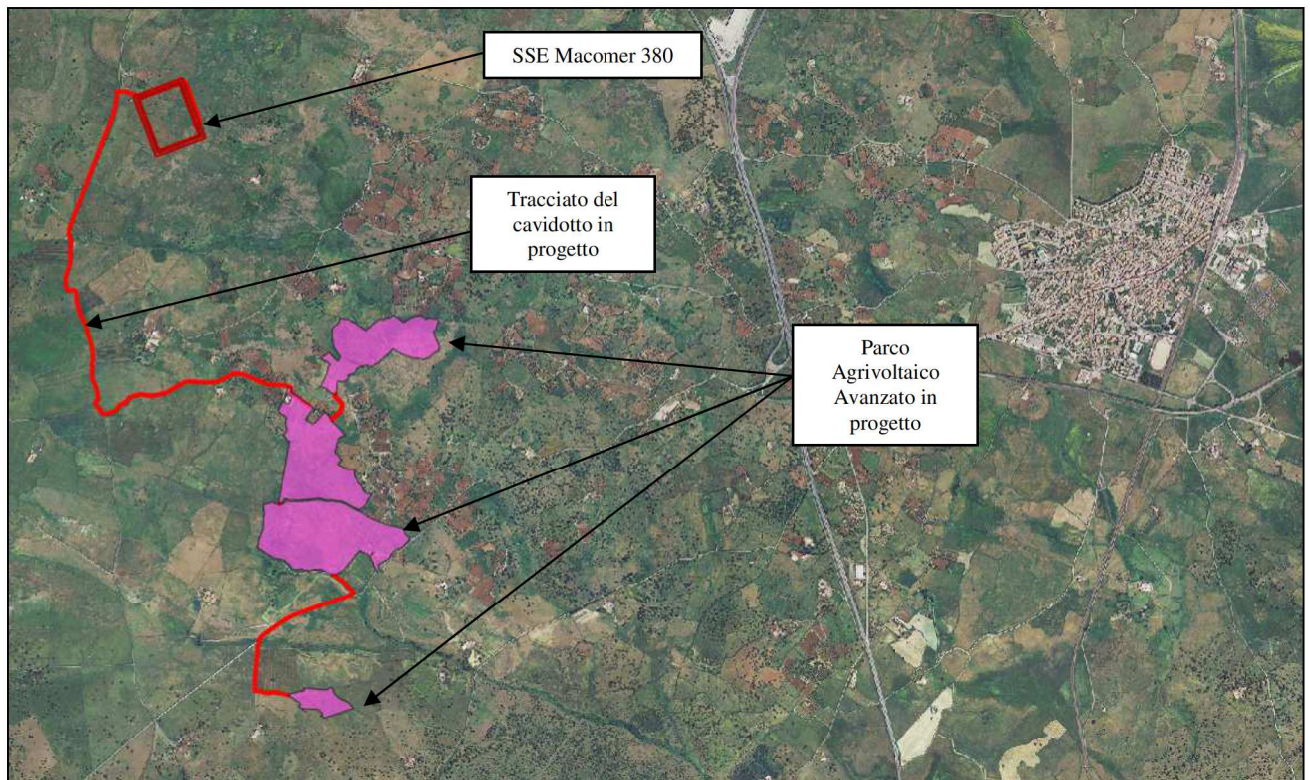 SSE Macomer 380
Tracciato del
cavidotto in
progetto
Parco
Agrivoltaico
Avanzato in
progetto